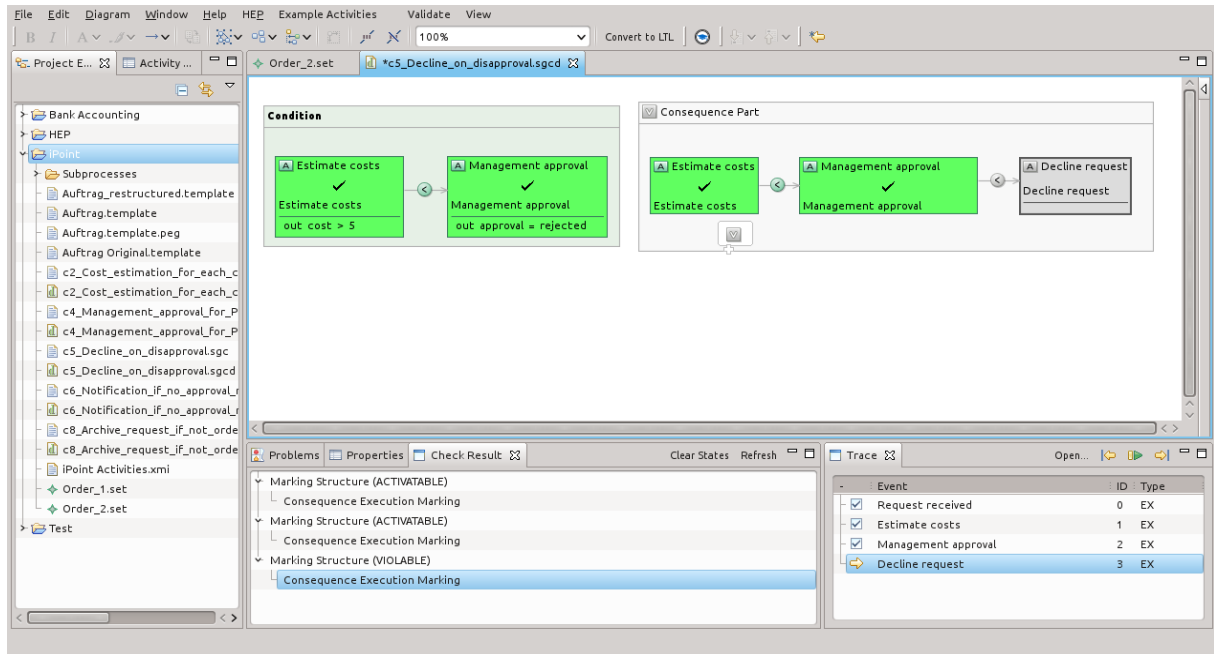 File Edit Diagram Window Help HEP Example Activities Validate View
B I A 100% Convert to LTL
Project E... Activity ...
Bank Accounting
HEP
iPoint
Subprocesses
Auftrag_restructured.template
Auftrag.template
Auftrag.template.peg
Auftrag Original.template
c2_Cost_estimation_for_each_c
c2_Cost_estimation_for_each_c
c4_Management_approval_for_P
c4_Management_approval_for_P
c5_Decline_on_disapproval.sgc
c5_Decline_on_disapproval.sgcd
c6_Notification_if_no_approval_r
c6_Notification_if_no_approval_r
c8_Archive_request_if_not_orde
c8_Archive_request_if_not_orde
iPoint Activities.xmi
Order_1.set
Order_2.set
Test
Order_2.set *c5_Decline_on_disapproval.sgcd
Condition
A Estimate costs
Estimate costs
out cost > 5
<
A Management approval
Management approval
out approval = rejected
Consequence Part
A Estimate costs
Estimate costs
<
A Management approval
Management approval
<
A Decline request
Decline request
Problems Properties Check Result Clear States Refresh
Marking Structure (ACTIVATABLE)
Consequence Execution Marking
Marking Structure (ACTIVATABLE)
Consequence Execution Marking
Marking Structure (VIOLABLE)
Consequence Execution Marking
Trace Open...
- Event ID Type
Request received 0 EX
Estimate costs 1 EX
Management approval 2 EX
Decline request 3 EX